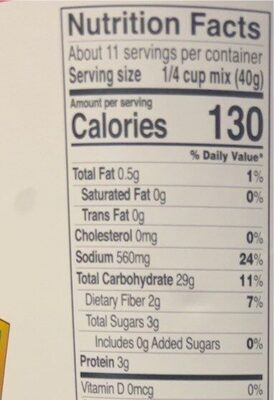 Nutrition Facts
About 11 servings per container
Serving size 1/4 cup mix (40g)
Amount per serving
Calories 130
% Daily Value*
Total Fat 0.5g 1%
Saturated Fat 0g 0%
Trans Fat 0g
Cholesterol 0mg 0%
Sodium 560mg 24%
Total Carbohydrate 29g 11%
Dietary Fiber 2g 7%
Total Sugars 3g
Includes 0g Added Sugars 0%
Protein 3g
Vitamin D 0mcg 0%